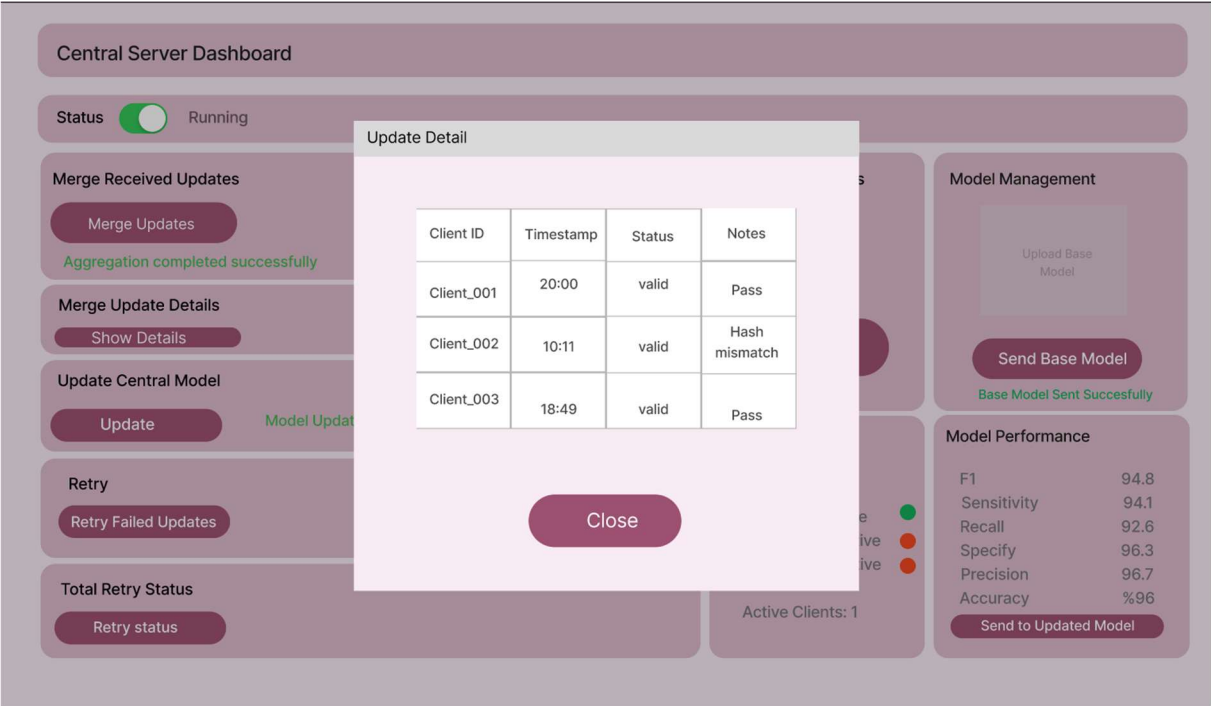 Central Server Dashboard
Status
Running
Update Detail
Merge Received Updates
Merge Updates
Aggregation completed successfully
Merge Update Details
Show Details
Update Central Model
Update
Model Updat
Retry
Retry Failed Updates
Total Retry Status
Retry status
Client ID Timestamp Status Notes
Client_001 20:00 valid Pass
Client_002 10:11 valid Hash
mismatch
Client_003 18:49 valid Pass
Close
s
e
ive
ive
Active Clients: 1
Model Management
Upload Base
Model
Send Base Model
Base Model Sent Succesfully
Model Performance
F1 94.8
Sensitivity 94.1
Recall 92.6
Specify 96.3
Precision 96.7
Accuracy %96
Send to Updated Model